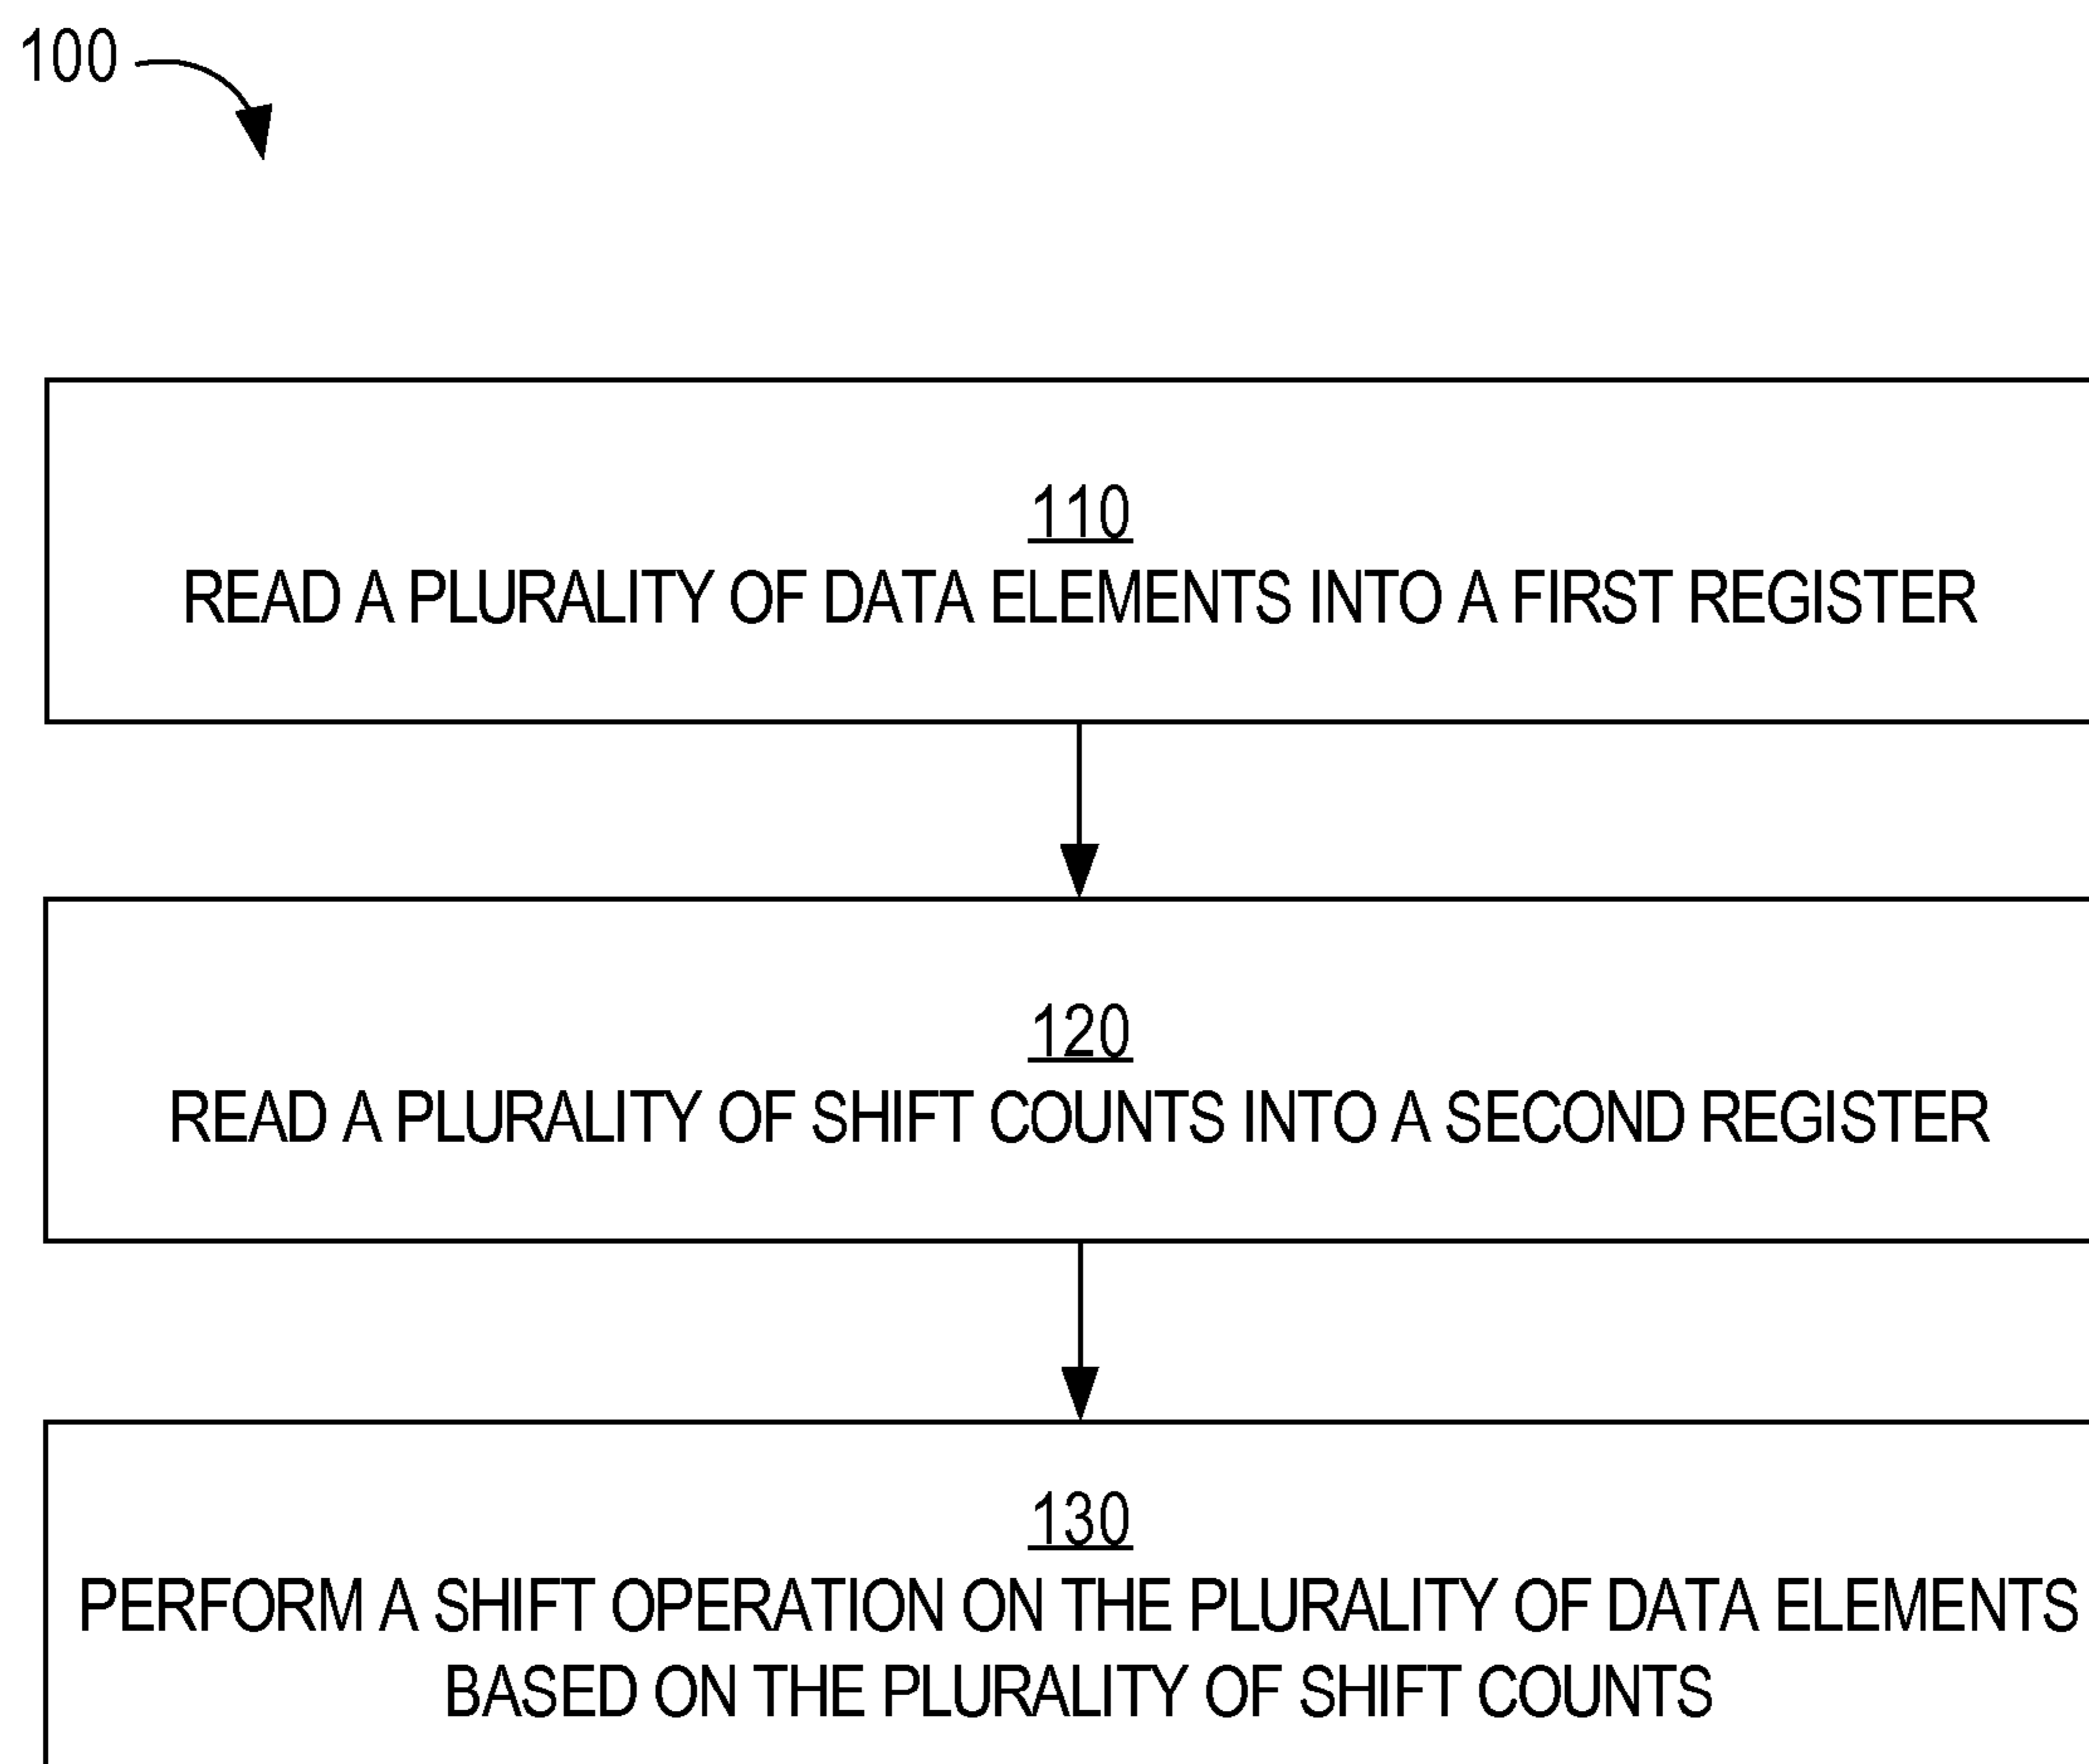 100
110
READ A PLURALITY OF DATA ELEMENTS INTO A FIRST REGISTER
120
READ A PLURALITY OF SHIFT COUNTS INTO A SECOND REGISTER
130
PERFORM A SHIFT OPERATION ON THE PLURALITY OF DATA ELEMENTS
BASED ON THE PLURALITY OF SHIFT COUNTS